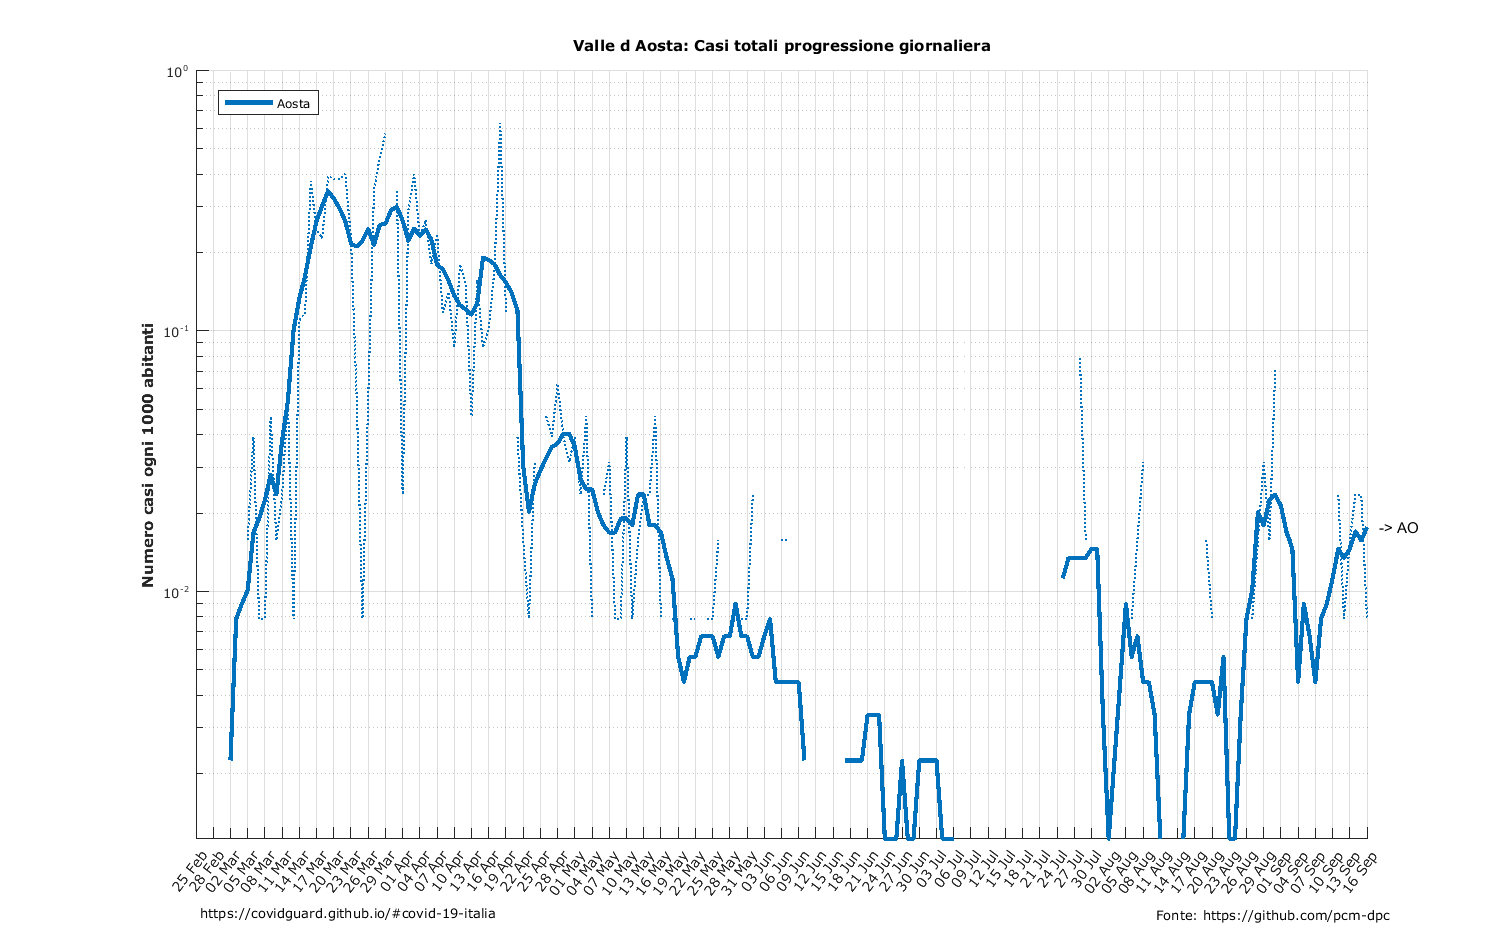 Valle d Aosta: Casi totali progressione giornaliera
10^0
Aosta
10^-1
10^-2
Numero casi ogni 1000 abitanti
-> AO
25 Feb
28 Feb
02 Mar
05 Mar
08 Mar
11 Mar
14 Mar
17 Mar
20 Mar
23 Mar
26 Mar
29 Mar
01 Apr
04 Apr
07 Apr
10 Apr
13 Apr
16 Apr
19 Apr
22 Apr
25 Apr
28 Apr
01 May
04 May
07 May
10 May
13 May
16 May
19 May
22 May
25 May
28 May
31 May
03 Jun
06 Jun
09 Jun
12 Jun
15 Jun
18 Jun
21 Jun
24 Jun
27 Jun
30 Jun
03 Jul
06 Jul
09 Jul
12 Jul
15 Jul
18 Jul
21 Jul
24 Jul
27 Jul
30 Jul
02 Aug
05 Aug
08 Aug
11 Aug
14 Aug
17 Aug
20 Aug
23 Aug
26 Aug
29 Aug
01 Sep
04 Sep
07 Sep
10 Sep
13 Sep
16 Sep
https://covidguard.github.io/#covid-19-italia
Fonte: https://github.com/pcm-dpc